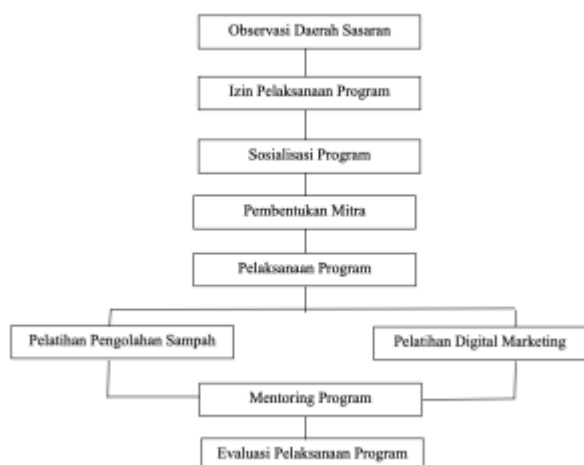 Observasi Daerah Sasaran
Izin Pelaksanaan Program
Sosialisasi Program
Pembentukan Mitra
Pelaksanaan Program
Pelatihan Pengolahan Sampah
Pelatihan Digital Marketing
Mentoring Program
Evaluasi Pelaksanaan Program